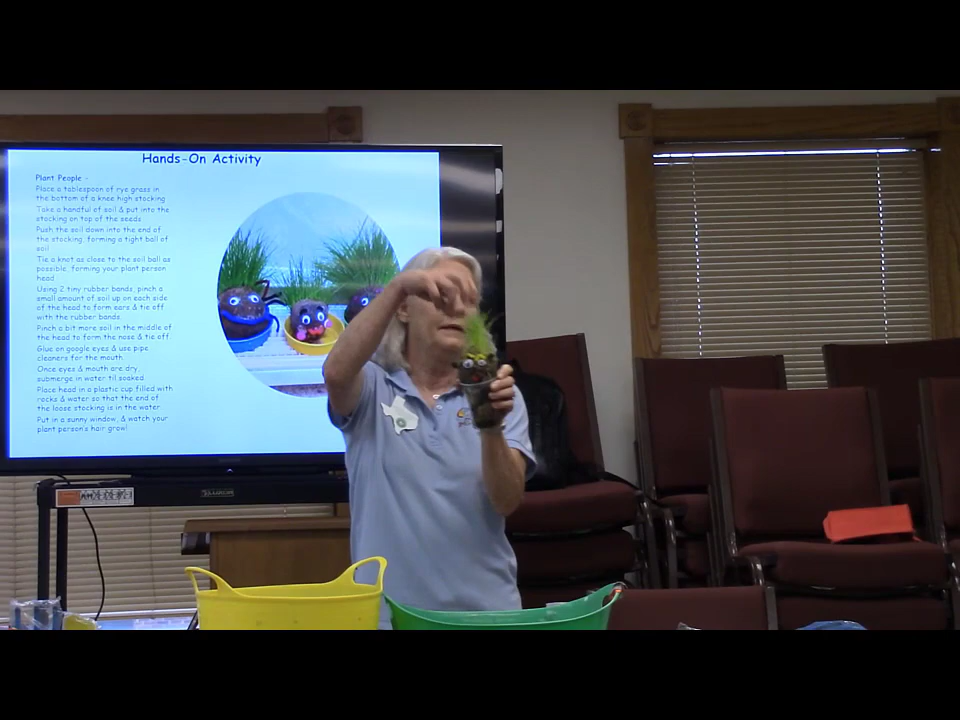 Hands-On Activity
Plant People -
Place a tablespoon of rye grass in
the bottom of a knee high stocking
Take a handful of soil & put into the
stocking on top of the seeds
Push the soil down into the end of
the stocking, forming a tight ball of
soil
Tie a knot as close to the soil ball as
possible, forming your plant person
head
Using 2 tiny rubber bands, pinch a
small amount of soil up on each side
of the head to form ears & tie off
with the rubber bands
Pinch a bit more soil in the middle of
the head to form the nose & tie off
Glue on google eyes & use pipe
cleaners for the mouth
Once eyes & mouth are dry,
submerge in water til soaked
Place head in a plastic cup filled with
rocks & water so that the end of
the loose stocking is in the water
Put in a sunny window, & watch your
plant person's hair grow!